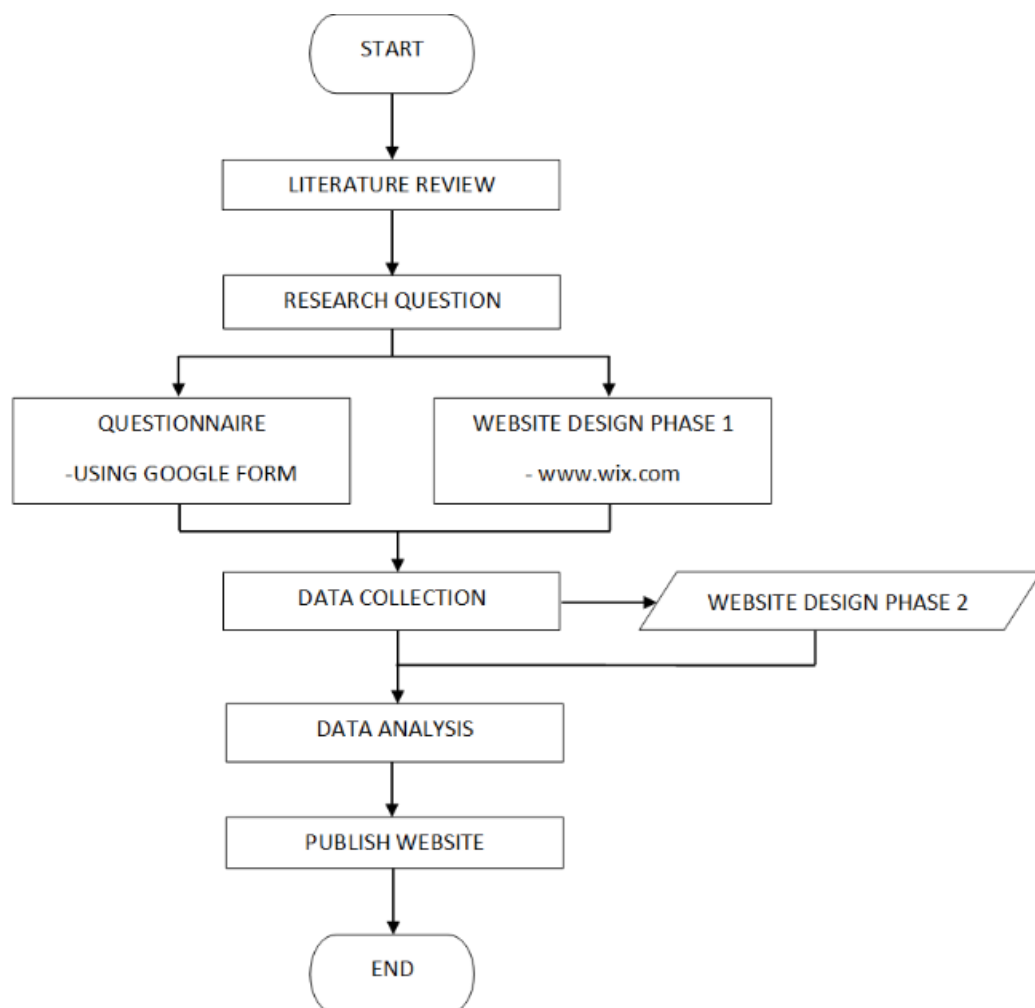 START
LITERATURE REVIEW
RESEARCH QUESTION
QUESTIONNAIRE
-USING GOOGLE FORM
WEBSITE DESIGN PHASE 1
- www.wix.com
DATA COLLECTION
WEBSITE DESIGN PHASE 2
DATA ANALYSIS
PUBLISH WEBSITE
END